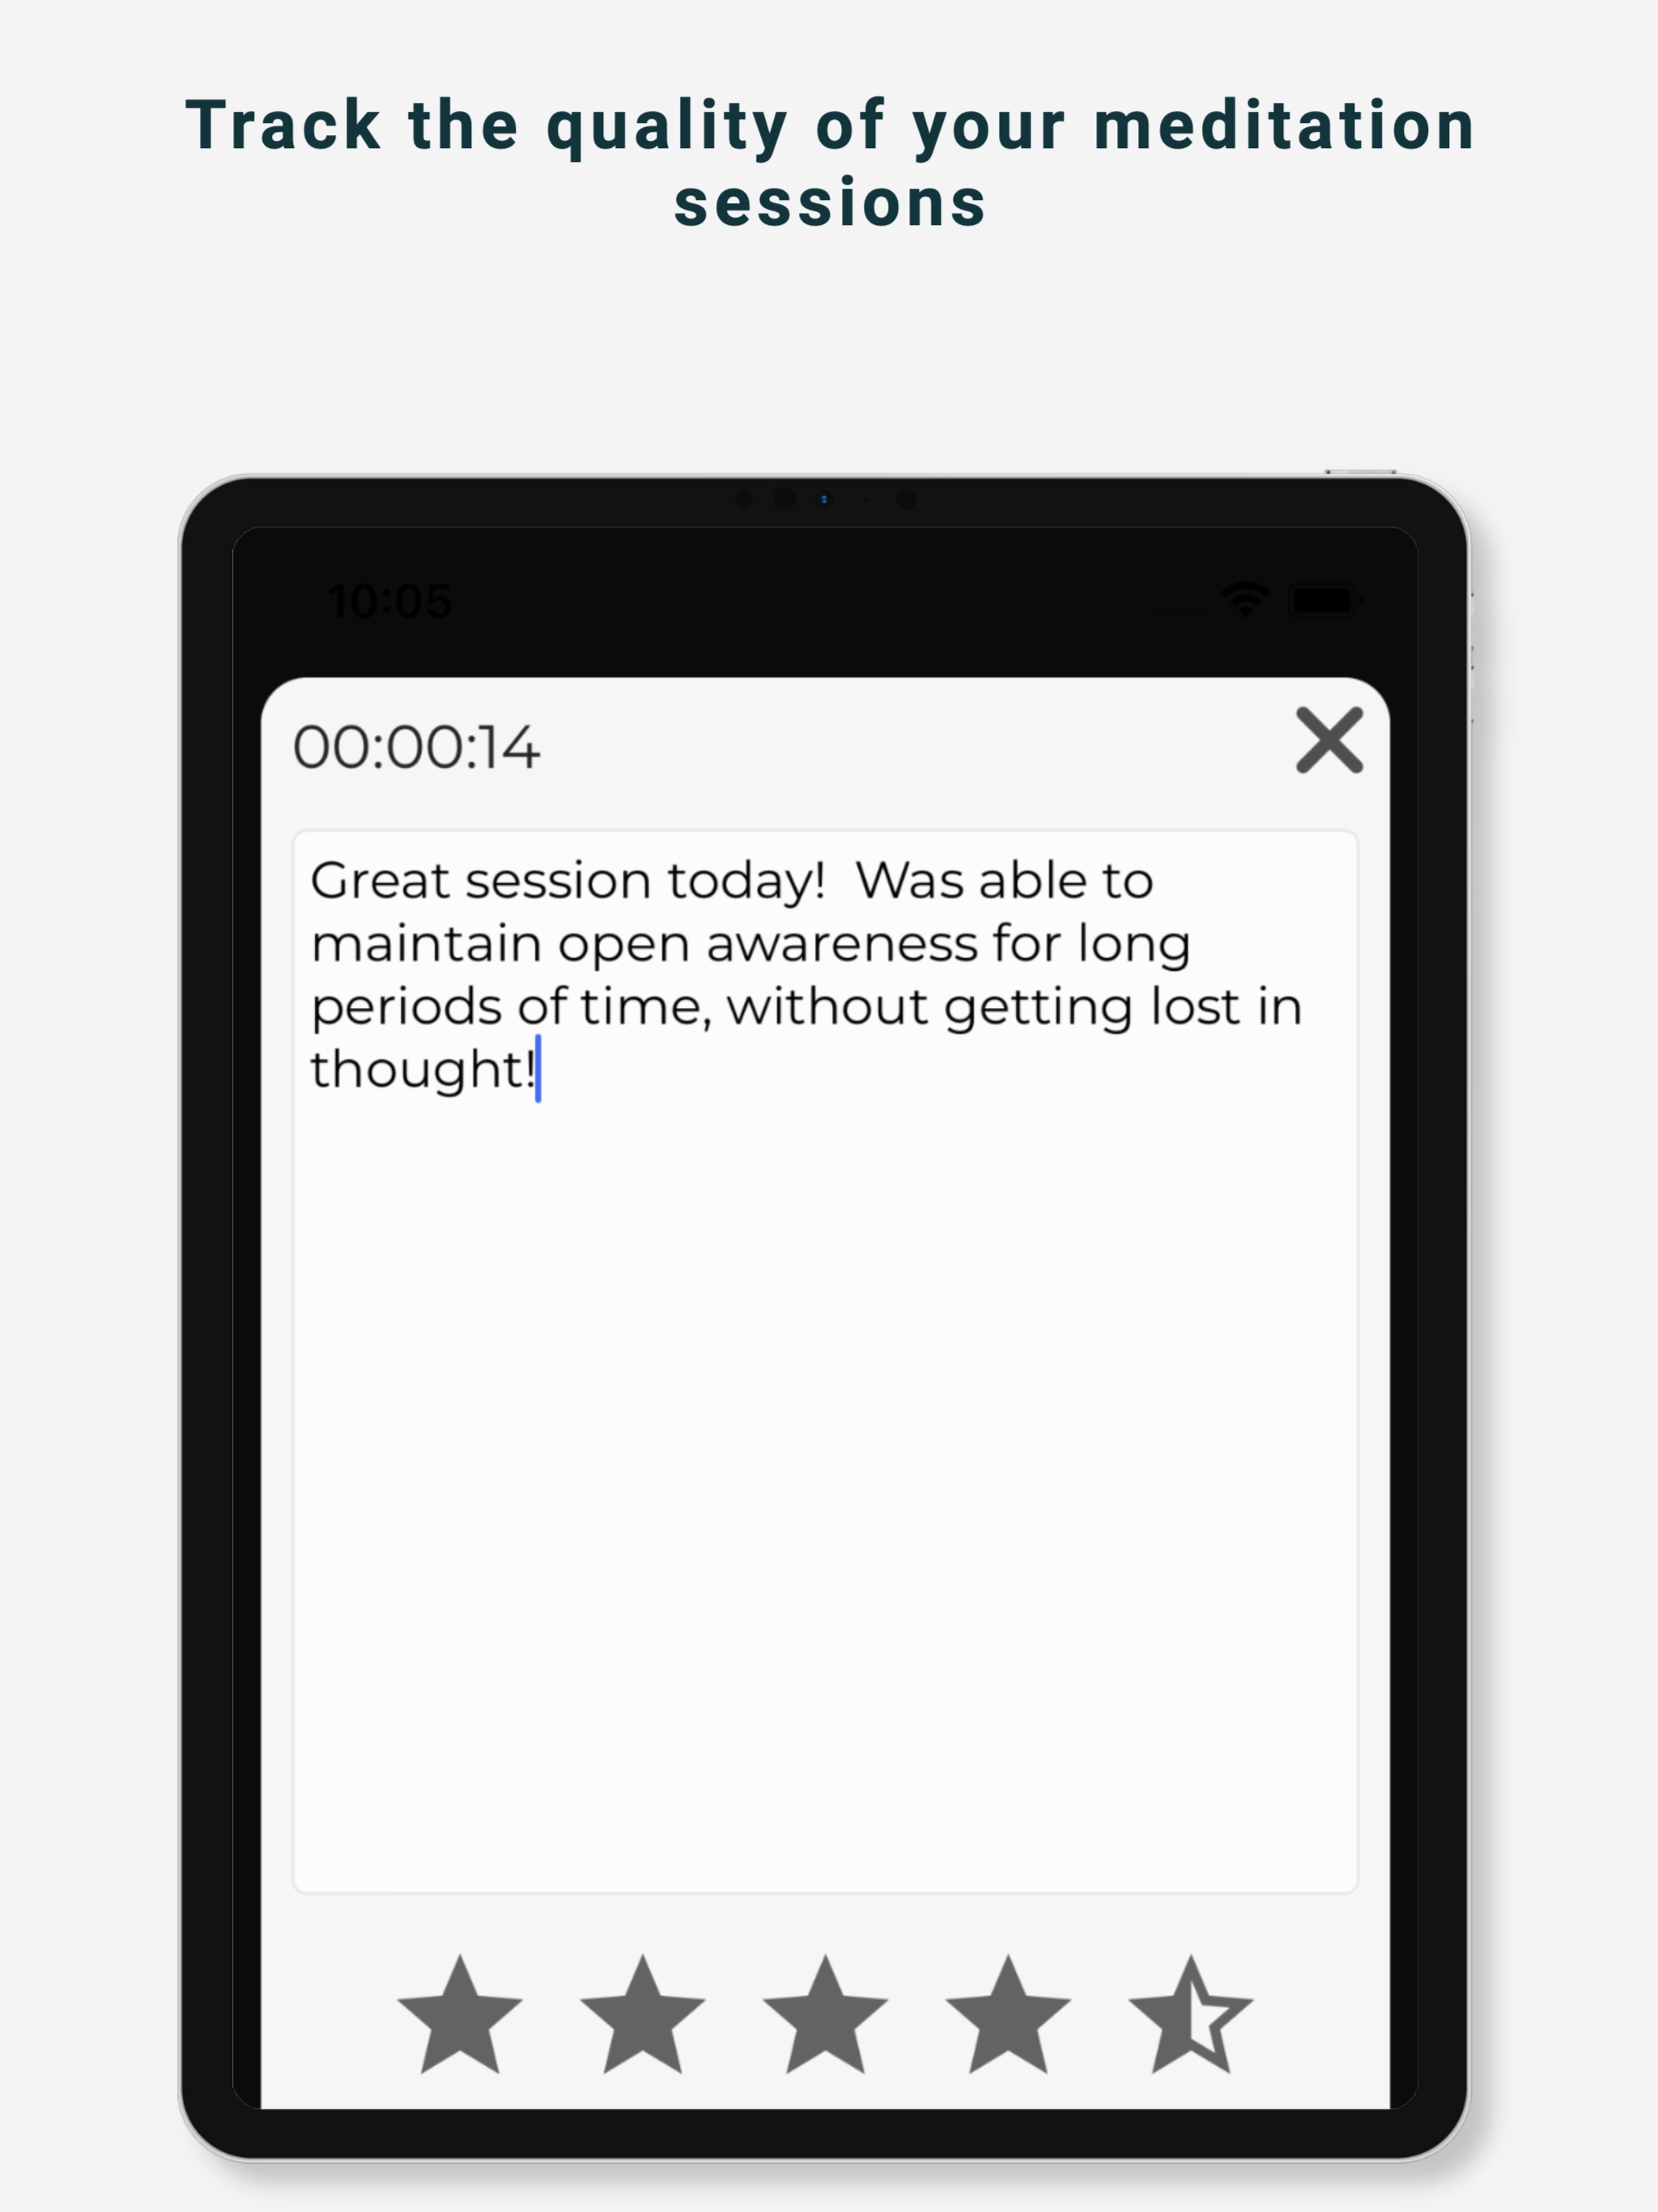 Track the quality of your meditation
sessions
10:05
00:00:14
Great session today!  Was able to
maintain open awareness for long
periods of time, without getting lost in
thought!